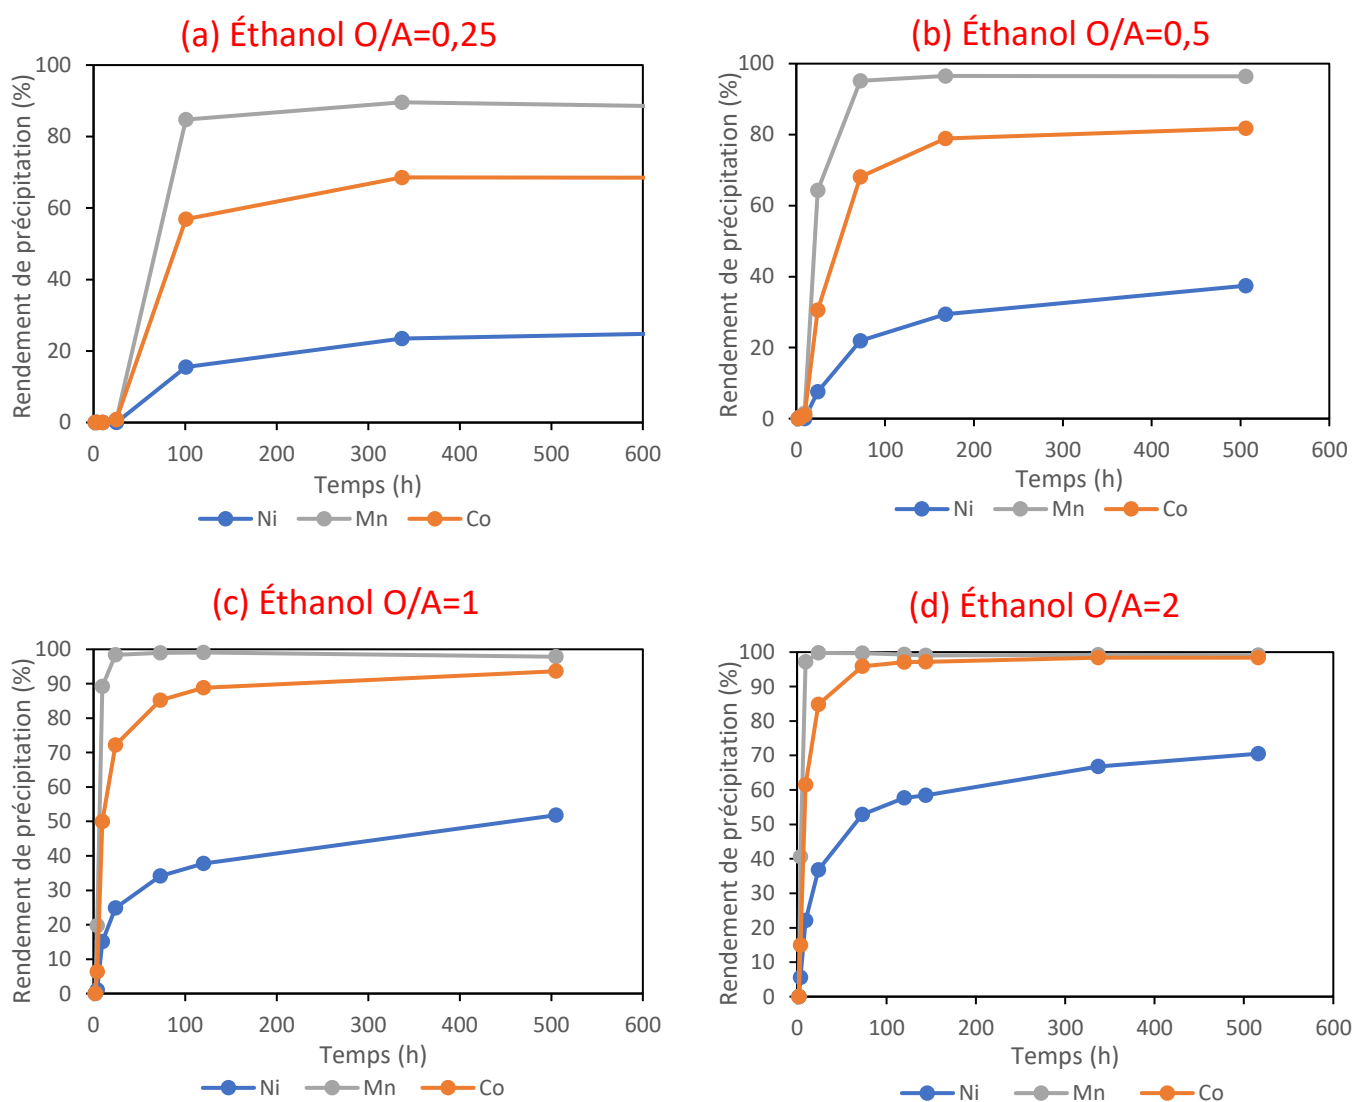 (a) Éthanol O/A=0,25
Rendement de précipitation (%)
100
80
60
40
20
0
0 100 200 300 400 500 600
Temps (h)
Ni Mn Co
(b) Éthanol O/A=0,5
Rendement de précipitation (%)
100
80
60
40
20
0
0 100 200 300 400 500 600
Temps (h)
Ni Mn Co
(c) Éthanol O/A=1
Rendement de précipitation (%)
100
90
80
70
60
50
40
30
20
10
0
0 100 200 300 400 500 600
Temps (h)
Ni Mn Co
(d) Éthanol O/A=2
Rendement de précipitation (%)
100
90
80
70
60
50
40
30
20
10
0
0 100 200 300 400 500 600
Temps (h)
Ni Mn Co